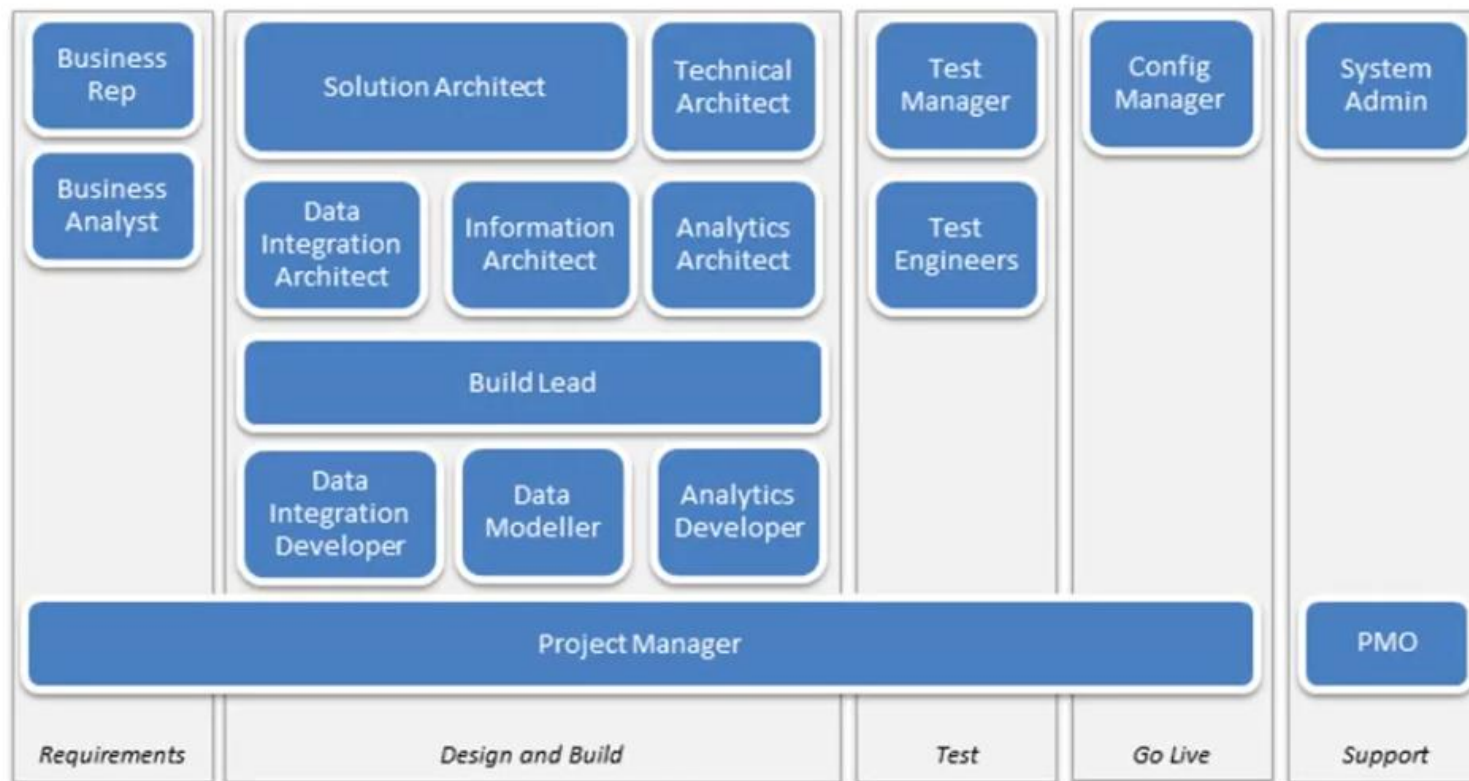 Business
Rep
Solution Architect
Technical
Architect
Test
Manager
Config
Manager
System
Admin
Business
Analyst
Data
Integration
Architect
Information
Architect
Analytics
Architect
Test
Engineers
Build Lead
Data
Integration
Developer
Data
Modeller
Analytics
Developer
Project Manager
PMO
Requirements
Design and Build
Test
Go Live
Support